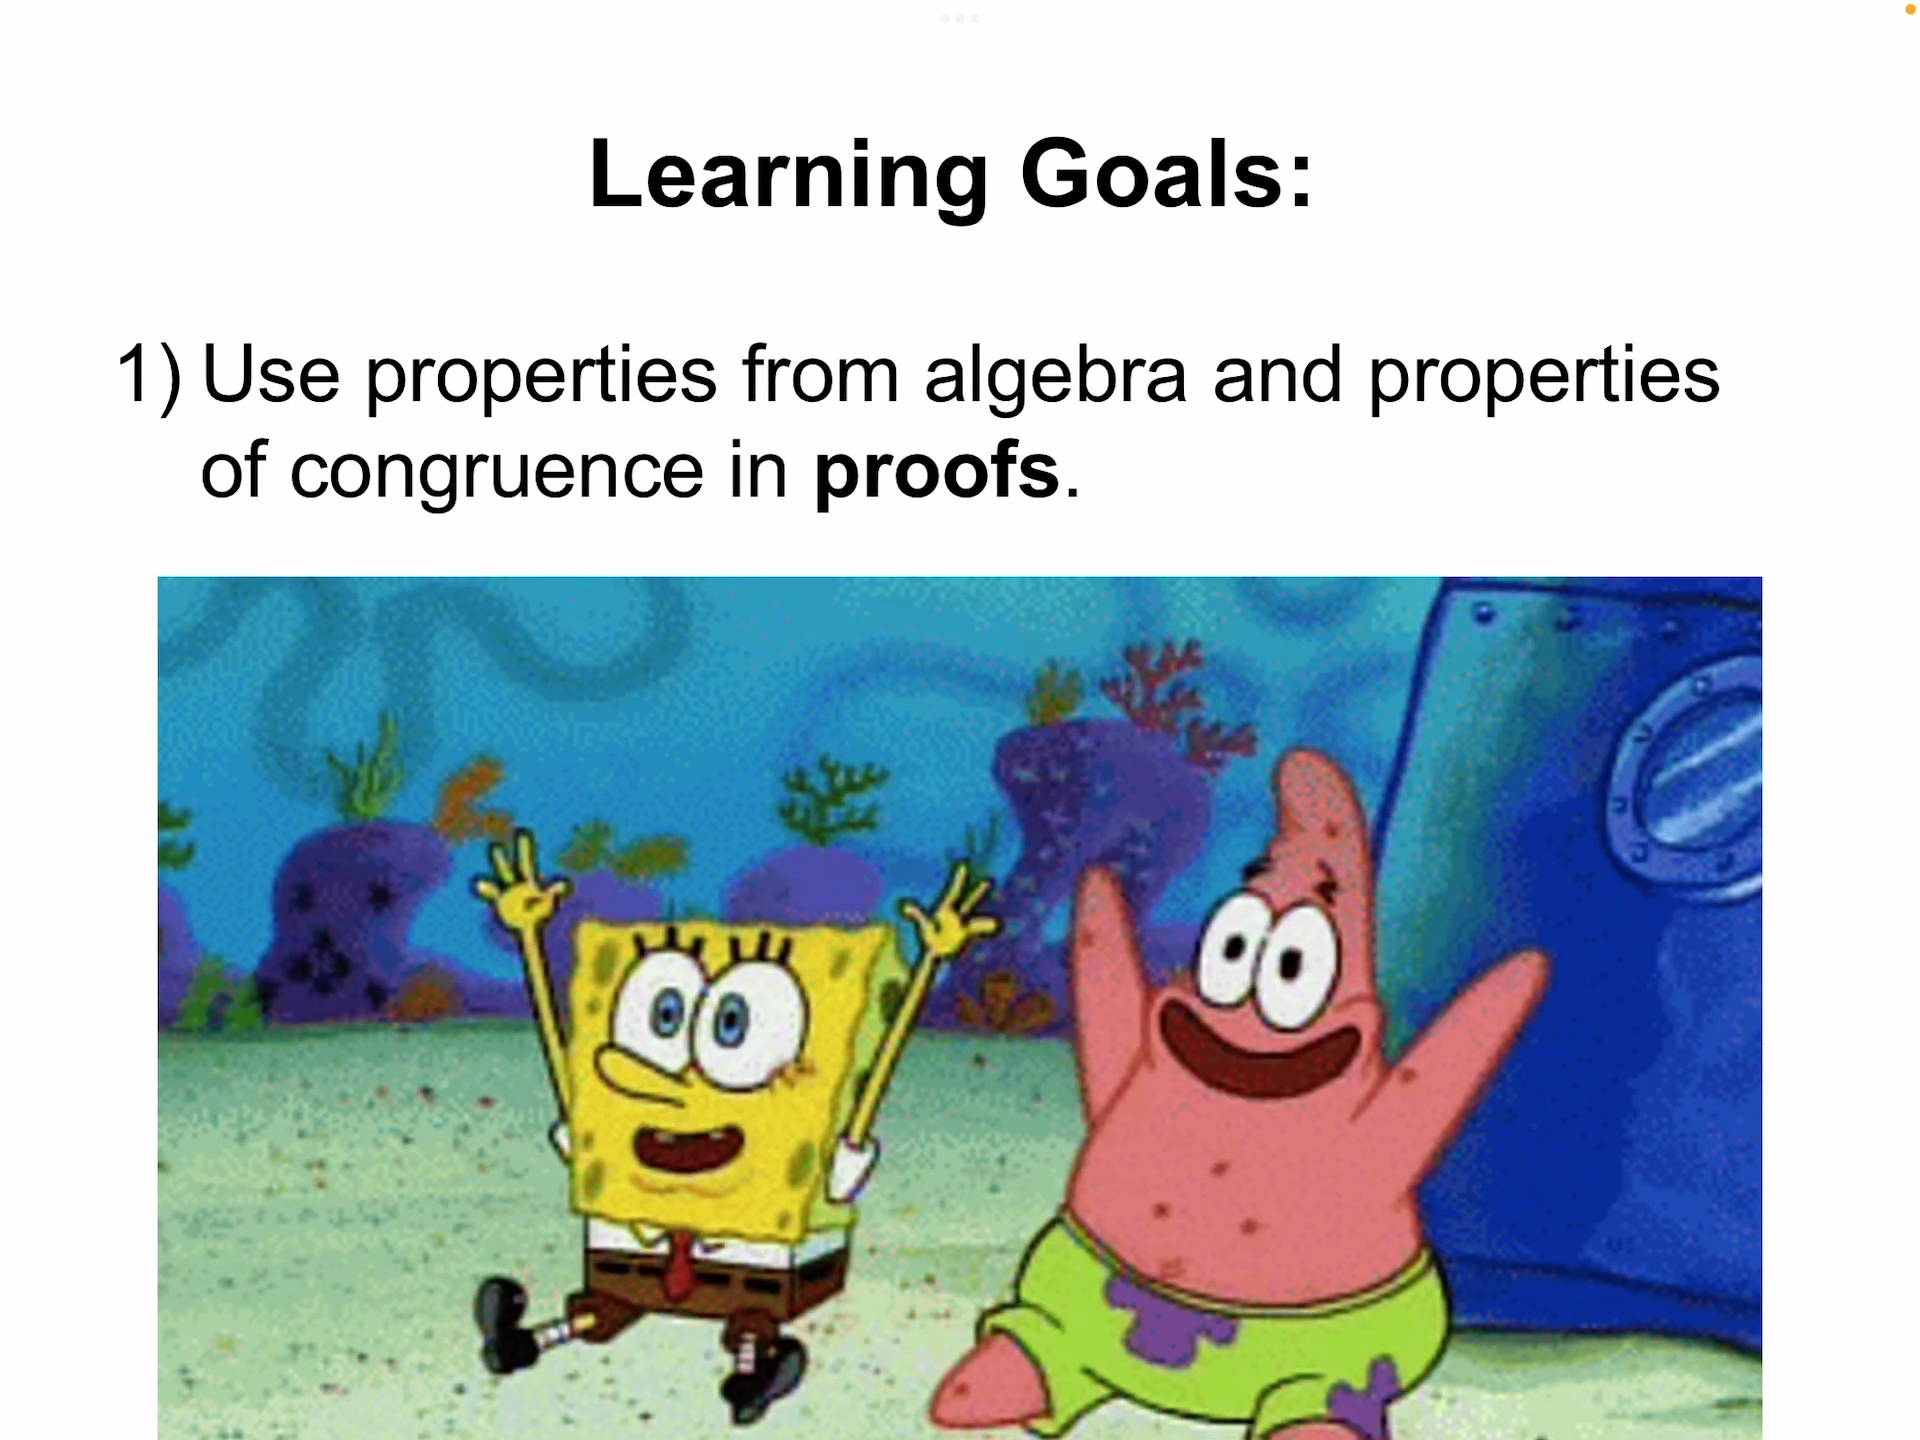 Learning Goals:
1) Use properties from algebra and properties
of congruence in proofs.